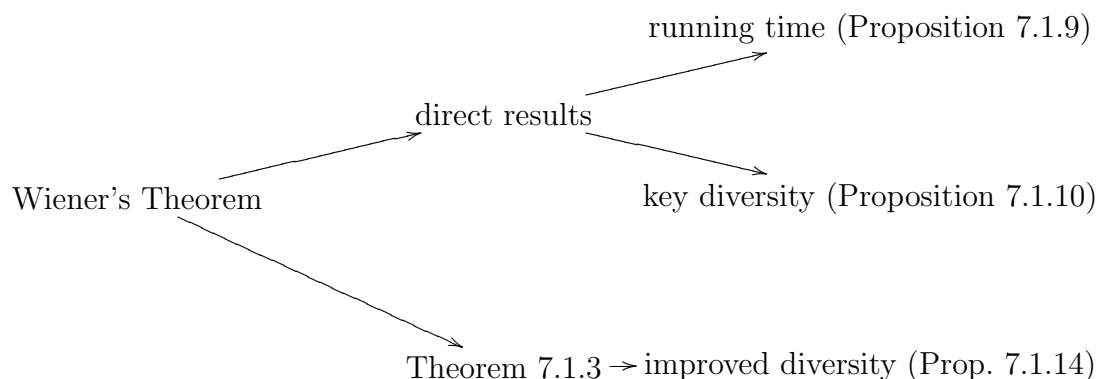 running time (Proposition 7.1.9)
direct results
Wiener's Theorem
key diversity (Proposition 7.1.10)
Theorem 7.1.3
improved diversity (Prop. 7.1.14)